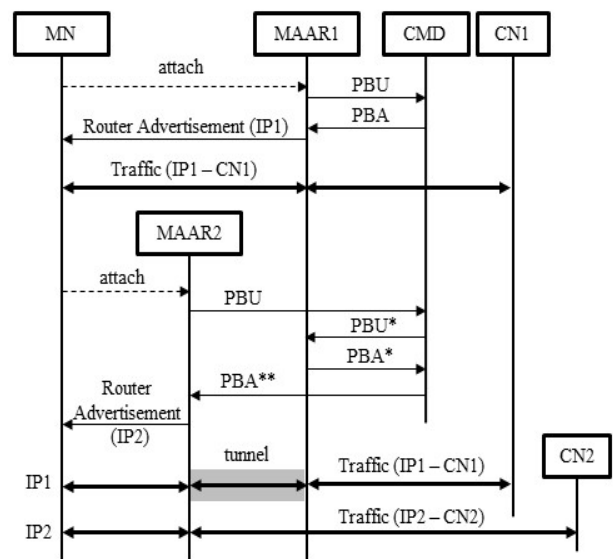 MN
MAAR1
CMD
CN1
attach
PBU
PBA
Router Advertisement (IP1)
Traffic (IP1 – CN1)
MAAR2
attach
PBU
PBU*
PBA*
PBA**
Router
Advertisement
(IP2)
tunnel
Traffic (IP1 – CN1)
CN2
IP1
Traffic (IP2 – CN2)
IP2